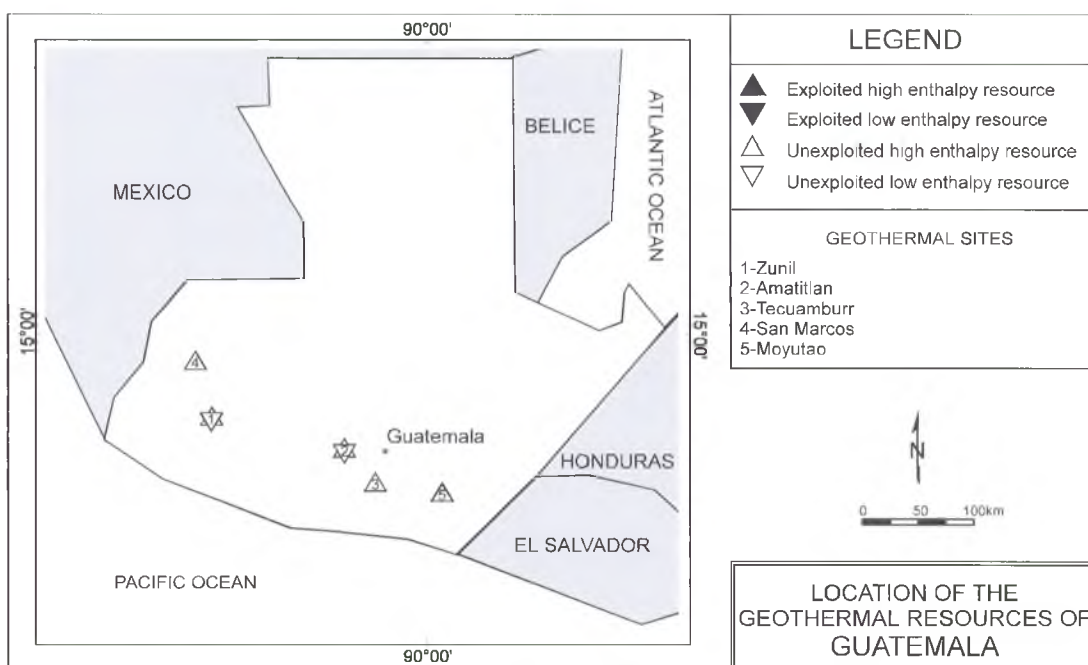 90°00'
MEXICO
BELICE
ATLANTIC OCEAN
15°00'
15°00'
4
1
2
Guatemala
3
5
HONDURAS
EL SALVADOR
PACIFIC OCEAN
90°00'
LEGEND
Exploited high enthalpy resource
Exploited low enthalpy resource
Unexploited high enthalpy resource
Unexploited low enthalpy resource
GEOTHERMAL SITES
1-Zunil
2-Amatitlan
3-Tecuamburr
4-San Marcos
5-Moyutao
N
0 50 100km
LOCATION OF THE
GEOTHERMAL RESOURCES OF
GUATEMALA